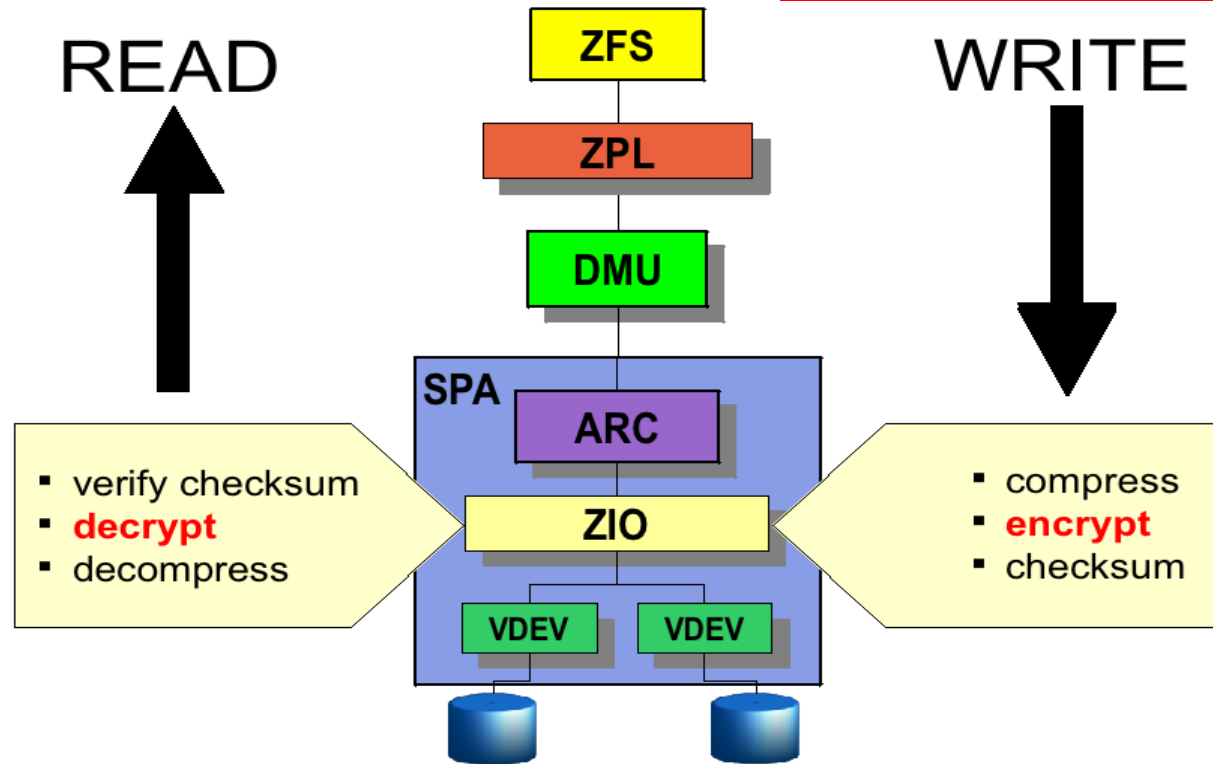 READ
ZFS
WRITE
ZPL
DMU
SPA
ARC
▪ verify checksum
▪ decrypt
▪ decompress
ZIO
▪ compress
▪ encrypt
▪ checksum
VDEV
VDEV